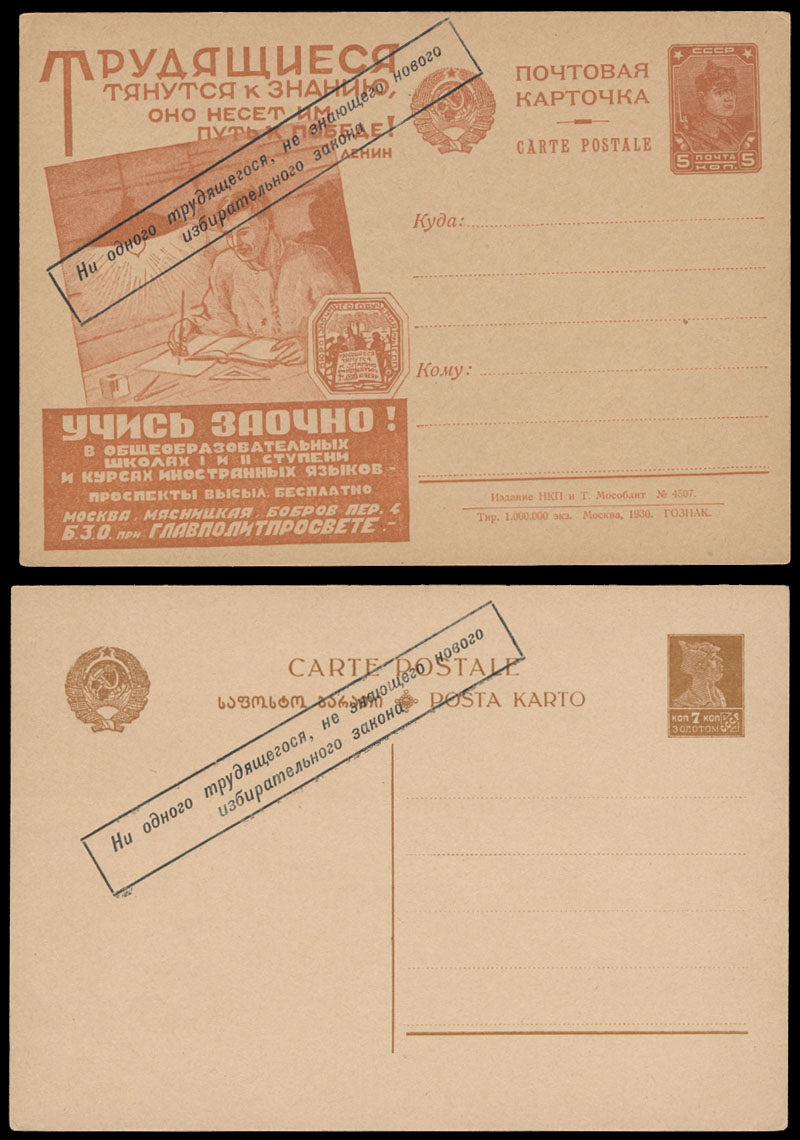 ТРУДЯЩИЕСЯ
ТЯНУТСЯ К ЗНАНИЮ,
ОНО НЕСЕТ ИМ
ПУТЬ К ПОБЕДЕ!
ЛЕНИН
Ни одного трудящегося, не знающего нового
избирательного закона
ПОЧТОВАЯ
КАРТОЧКА
CARTE POSTALE
СССР
5 ПОЧТА 5
КОП.
Куда:
Кому:
УЧИСЬ ЗАОЧНО!
В ОБЩЕОБРАЗОВАТЕЛЬНЫХ
ШКОЛАХ I И II СТУПЕНИ
И КУРСАХ ИНОСТРАННЫХ ЯЗЫКОВ -
ПРОСПЕКТЫ ВЫСЫЛ. БЕСПЛАТНО
МОСКВА, МЯСНИЦКАЯ, БОБРОВ ПЕР. 4
Б.З.О. ПРИ ГЛАВПОЛИТПРОСВЕТЕ.-
Издание НКП и Т. Мособлит № 4507.
Тир. 1.000.000 экз. Москва, 1930. ГОЗНАК.
CARTE POSTALE
ᲡᲐᲤᲝᲡᲢᲝ ᲑᲐᲠᲐᲗᲘ POSTA KARTO
Ни одного трудящегося, не знающего нового
избирательного закона
КОП 7 КОП
ЗОЛОТОМ